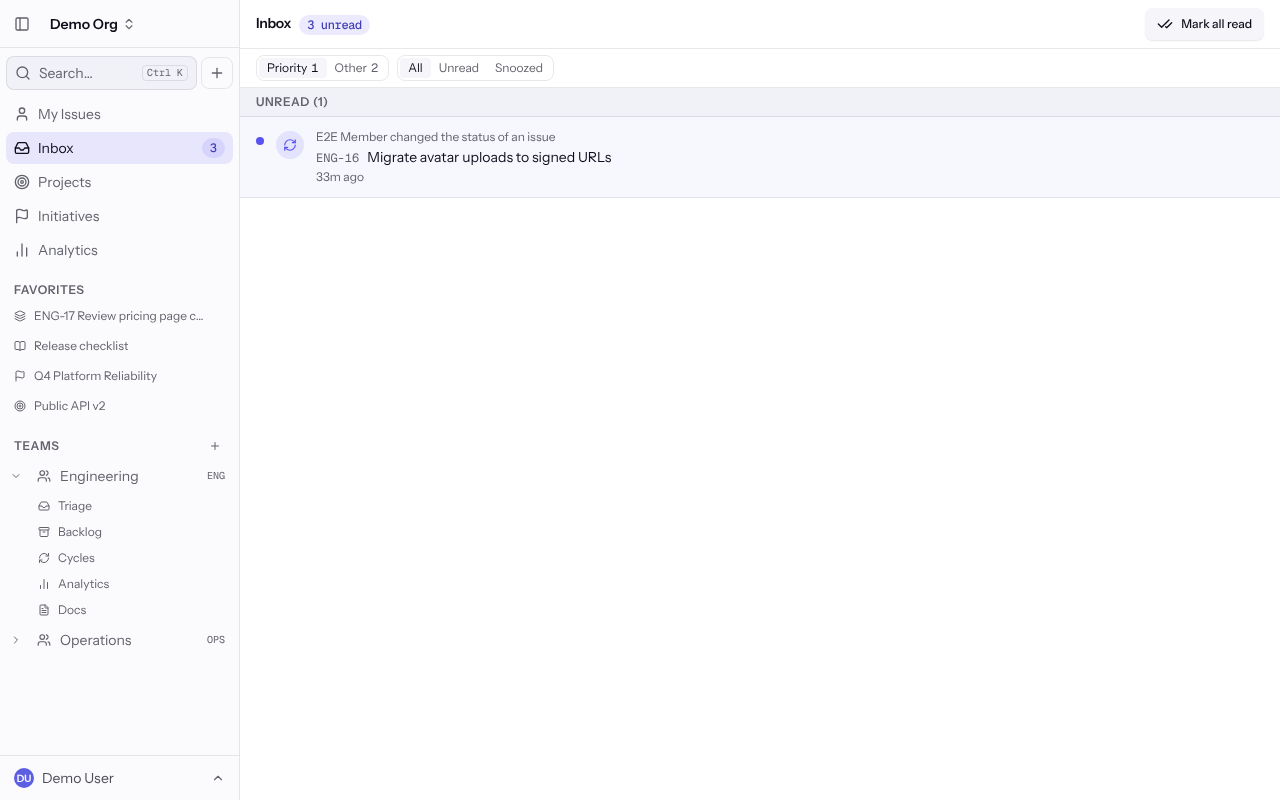 Demo Org
Search...
Ctrl K
My Issues
Inbox
3
Projects
Initiatives
Analytics
FAVORITES
ENG-17 Review pricing page c...
Release checklist
Q4 Platform Reliability
Public API v2
TEAMS
Engineering
ENG
Triage
Backlog
Cycles
Analytics
Docs
Operations
OPS
DU
Demo User
Inbox
3 unread
Mark all read
Priority 1
Other 2
All
Unread
Snoozed
UNREAD (1)
E2E Member changed the status of an issue
ENG-16 Migrate avatar uploads to signed URLs
33m ago